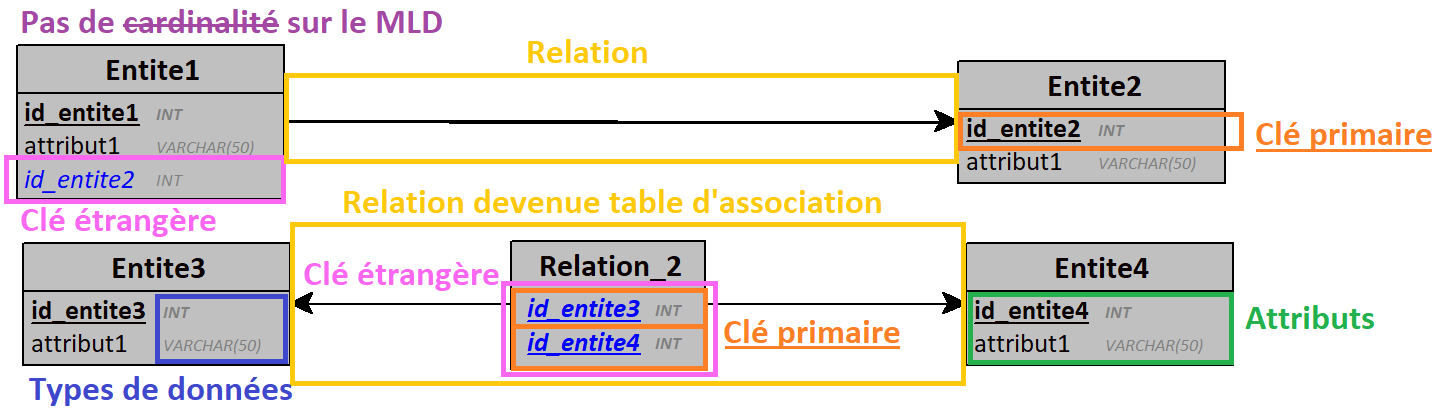 Pas de cardinalité sur le MLD
Relation
Entite1
id_entite1 INT
attribut1 VARCHAR(50)
id_entite2 INT
Clé étrangère
Entite2
id_entite2 INT
attribut1 VARCHAR(50)
Clé primaire
Relation devenue table d'association
Entite3
id_entite3 INT
attribut1 VARCHAR(50)
Types de données
Clé étrangère
Relation_2
id_entite3 INT
id_entite4 INT
Clé primaire
Entite4
id_entite4 INT
attribut1 VARCHAR(50)
Attributs